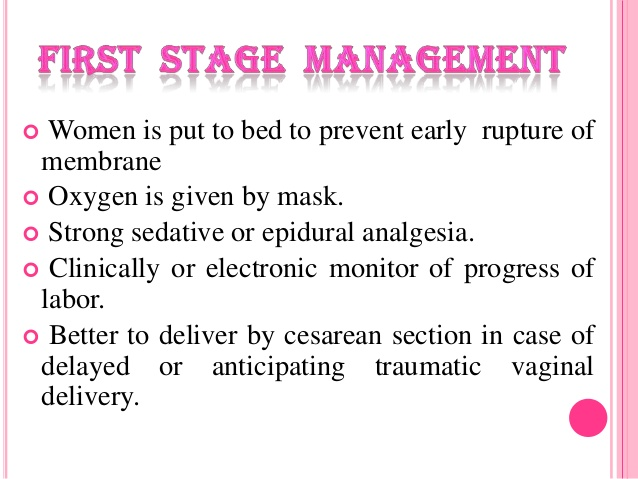 FIRST STAGE MANAGEMENT
Women is put to bed to prevent early rupture of
membrane
Oxygen is given by mask.
Strong sedative or epidural analgesia.
Clinically or electronic monitor of progress of
labor.
Better to deliver by cesarean section in case of
delayed or anticipating traumatic vaginal
delivery.